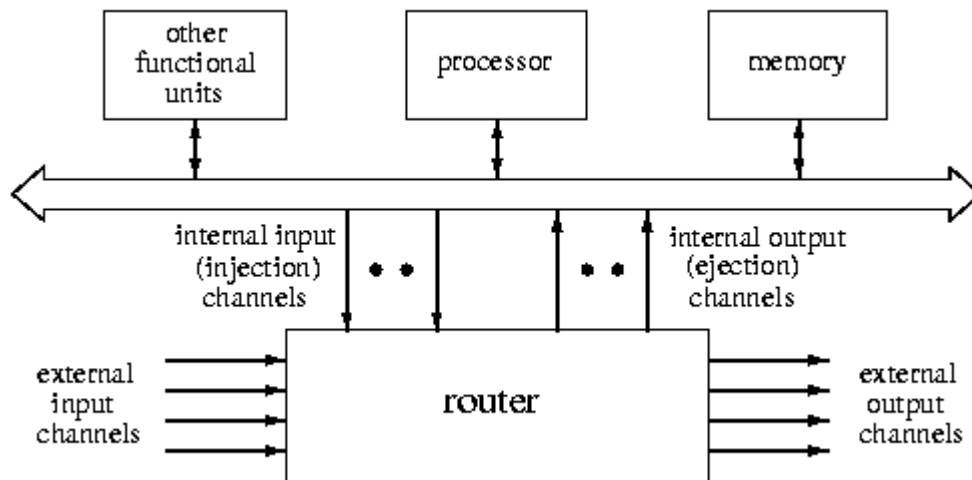 other
functional
units
processor
memory
internal input
(injection)
channels
internal output
(ejection)
channels
external
input
channels
router
external
output
channels